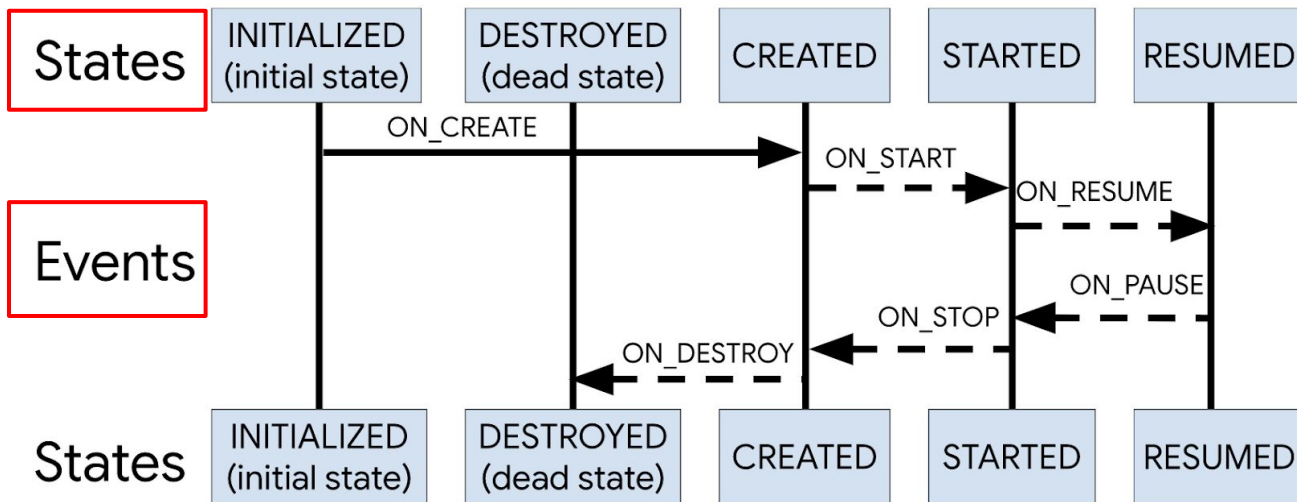 States
INITIALIZED
(initial state)
DESTROYED
(dead state)
CREATED
STARTED
RESUMED
ON_CREATE
ON_START
ON_RESUME
Events
ON_PAUSE
ON_STOP
ON_DESTROY
States
INITIALIZED
(initial state)
DESTROYED
(dead state)
CREATED
STARTED
RESUMED